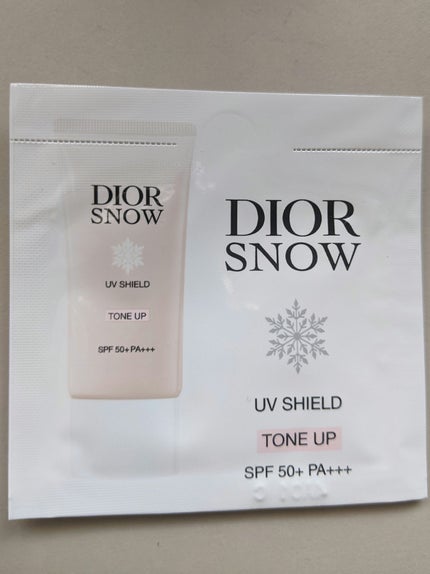 DIOR
SNOW
UV SHIELD
TONE UP
SPF 50+ PA+++
DIOR
SNOW
UV SHIELD
TONE UP
SPF 50+ PA+++